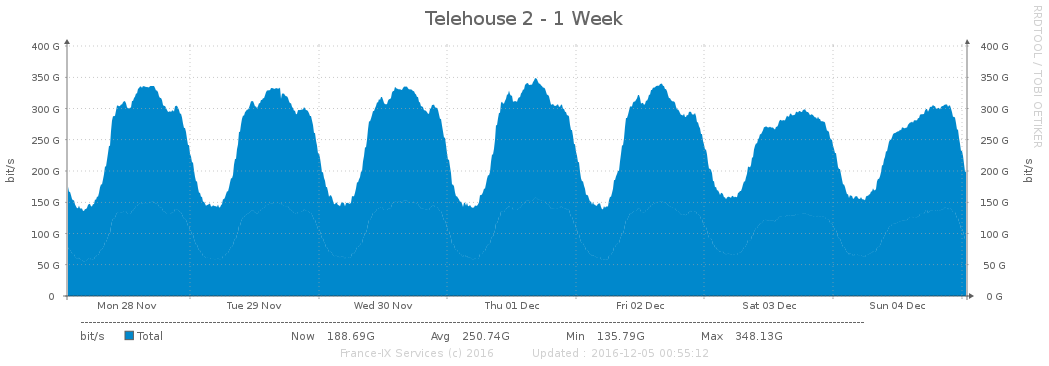 Telehouse 2 - 1 Week
RRDTOOL / TOBI OETIKER
bit/s
400 G
350 G
300 G
250 G
200 G
150 G
100 G
50 G
0
400 G
350 G
300 G
250 G
200 G
150 G
100 G
50 G
0 G
bit/s
Mon 28 Nov Tue 29 Nov Wed 30 Nov Thu 01 Dec Fri 02 Dec Sat 03 Dec Sun 04 Dec
bit/s Total Now 188.69G Avg 250.74G Min 135.79G Max 348.13G
France-IX Services (c) 2016 Updated : 2016-12-05 00:55:12